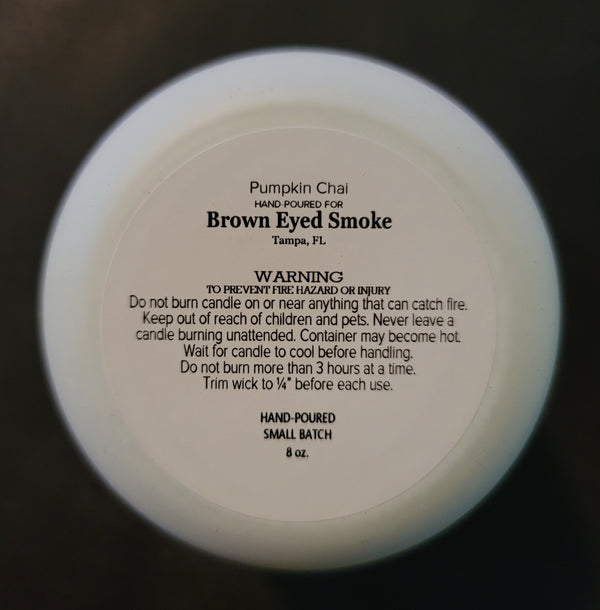 Pumpkin Chai
HAND-POURED FOR
Brown Eyed Smoke
Tampa, FL
WARNING
TO PREVENT FIRE HAZARD OR INJURY
Do not burn candle on or near anything that can catch fire.
Keep out of reach of children and pets. Never leave a
candle burning unattended. Container may become hot.
Wait for candle to cool before handling.
Do not burn more than 3 hours at a time.
Trim wick to ¼" before each use.
HAND-POURED
SMALL BATCH
8 oz.